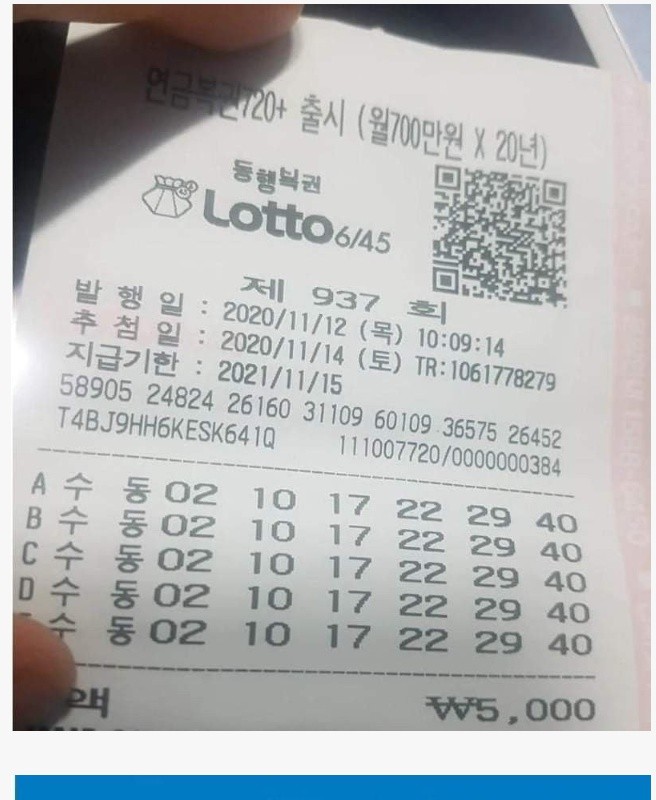 연금복권720+ 출시 (월700만원 X 20년)
동행복권
Lotto6/45
제 937 회
발 행 일 : 2020/11/12 (목) 10:09:14
추 첨 일 : 2020/11/14 (토) TR:1061778279
지급기한 : 2021/11/15
58905 24824 26160 31109 60109 36575 26452
T4BJ9HH6KESK641Q 111007720/0000000384
A 수 동 02 10 17 22 29 40
B 수 동 02 10 17 22 29 40
C 수 동 02 10 17 22 29 40
D 수 동 02 10 17 22 29 40
수 동 02 10 17 22 29 40
액 ₩5,000